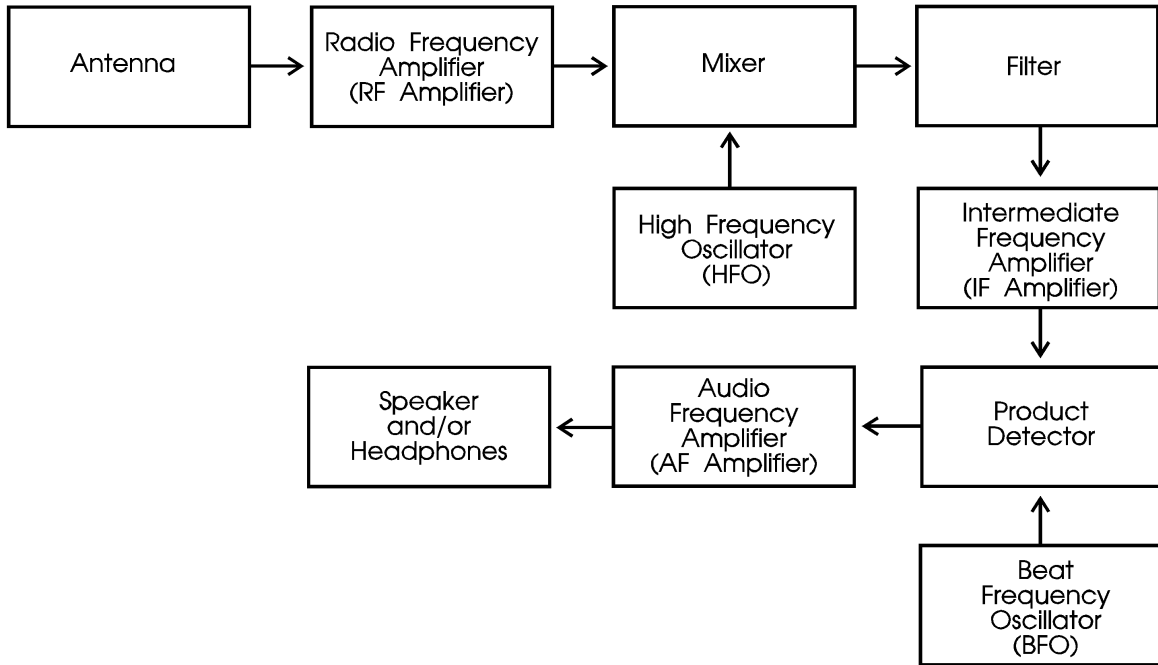 Antenna
Radio Frequency
Amplifier
(RF Amplifier)
Mixer
Filter
High Frequency
Oscillator
(HFO)
Intermediate
Frequency
Amplifier
(IF Amplifier)
Speaker
and/or
Headphones
Audio
Frequency
Amplifier
(AF Amplifier)
Product
Detector
Beat
Frequency
Oscillator
(BFO)